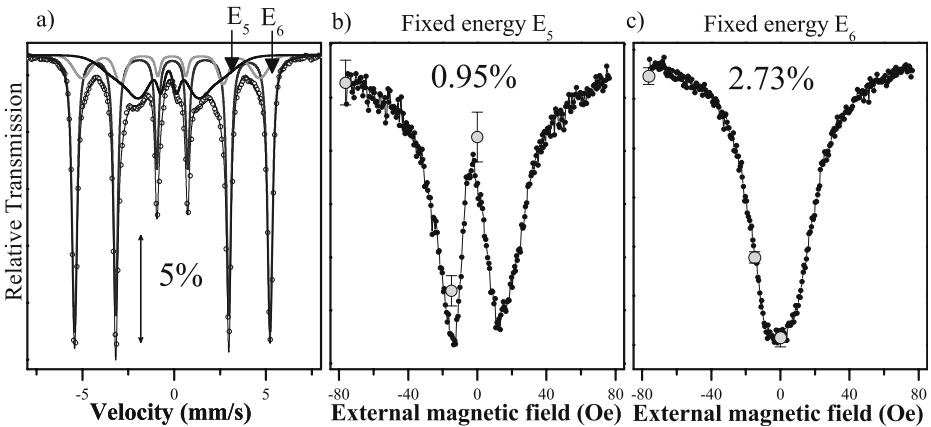 a)
E5
E6
Relative Transmission
5%
-5
0
5
Velocity (mm/s)
b)
Fixed energy E5
0.95%
-80
-40
0
40
80
External magnetic field (Oe)
c)
Fixed energy E6
2.73%
-80
-40
0
40
80
External magnetic field (Oe)